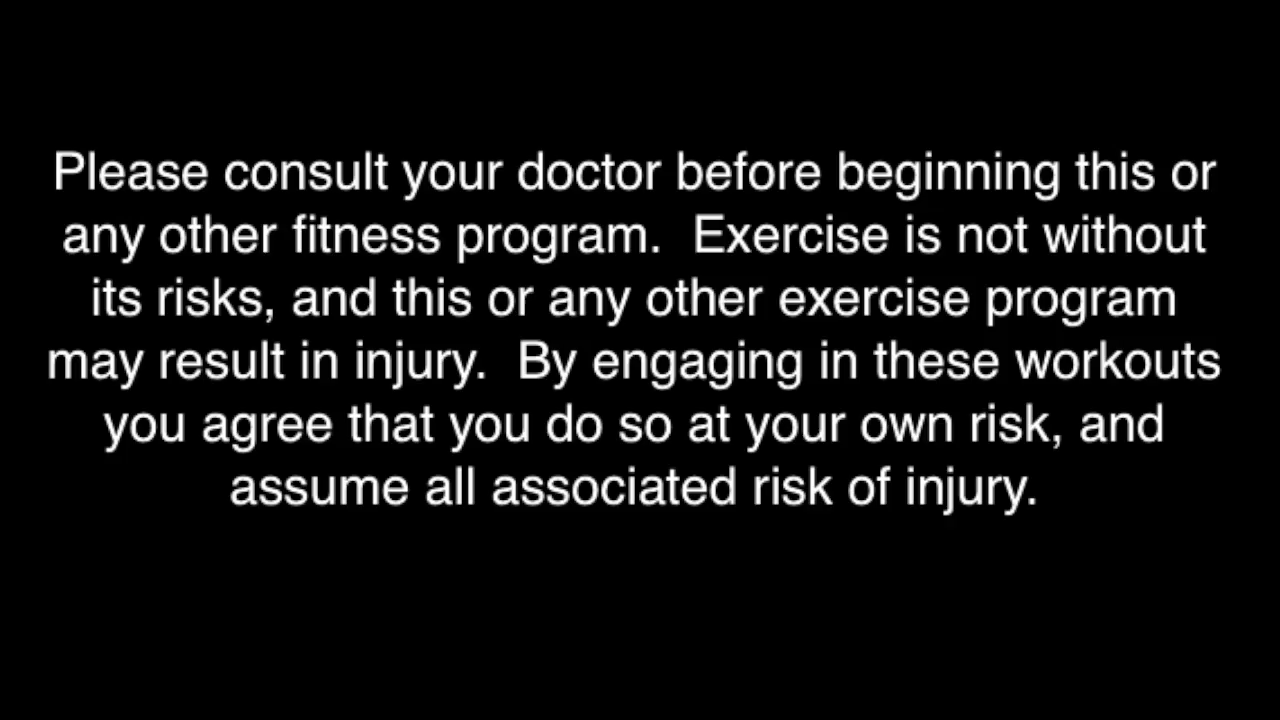 Please consult your doctor before beginning this or
any other fitness program.  Exercise is not without
its risks, and this or any other exercise program
may result in injury.  By engaging in these workouts
you agree that you do so at your own risk, and
assume all associated risk of injury.